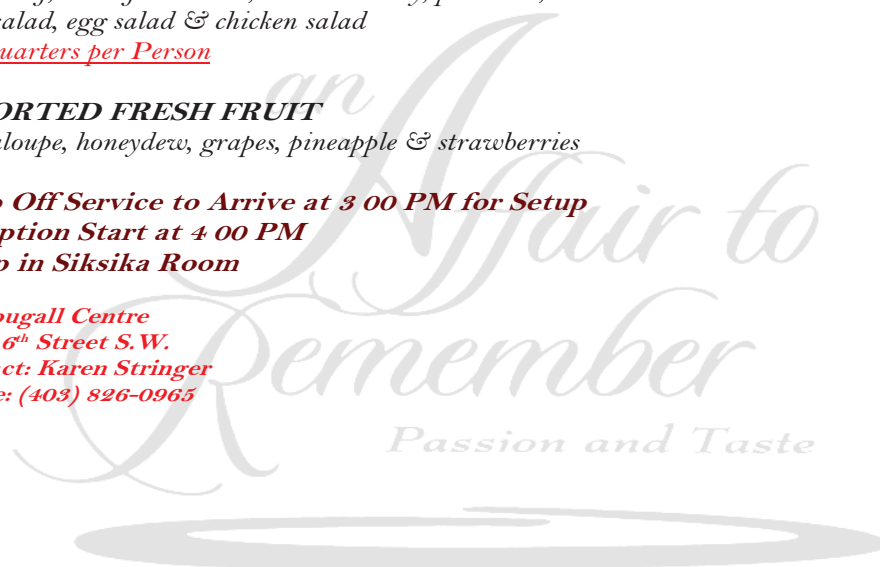 salad, egg salad & chicken salad
uarters per Person
ORTED FRESH FRUIT
loupe, honeydew, grapes, pineapple & strawberries
Off Service to Arrive at 3 00 PM for Setup
ption Start at 4 00 PM
p in Siksika Room
ougall Centre
6th Street S.W.
ct: Karen Stringer
e: (403) 826-0965
an
Affair to
Remember
Passion and Taste